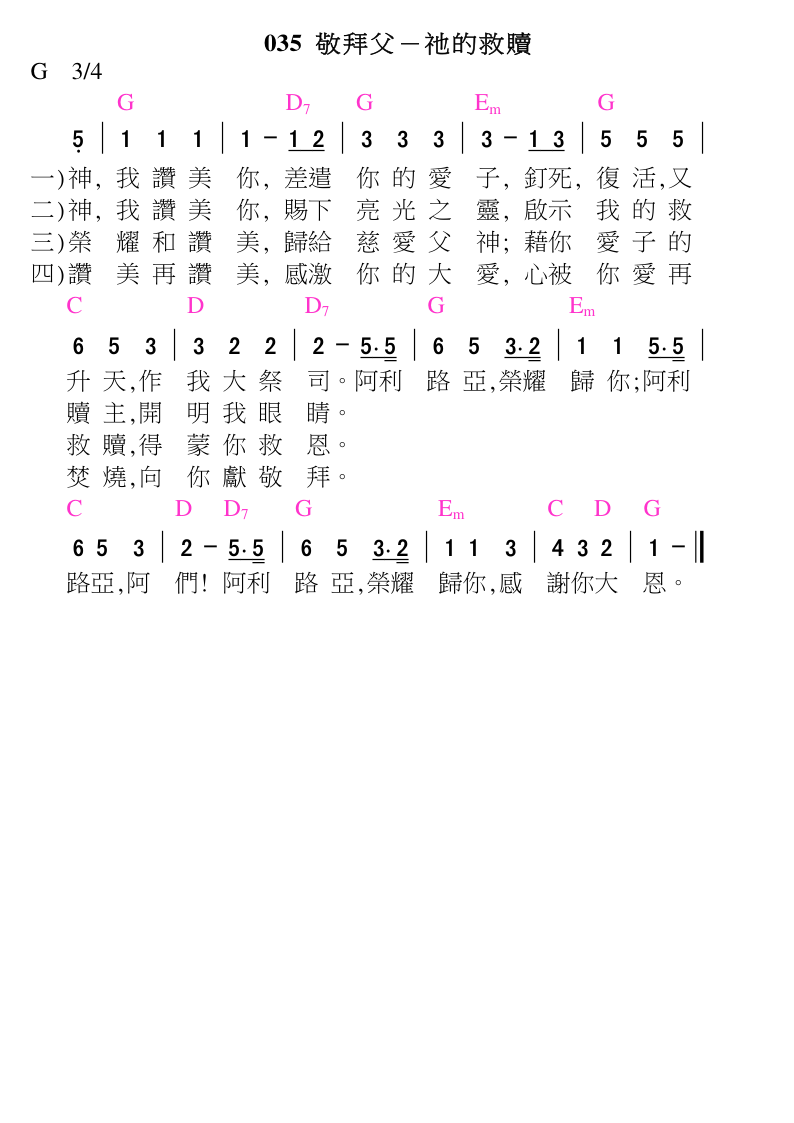 035 敬拜父－祂的救贖
G 3/4
G D7 G Em G
5 | 1 1 1 | 1 – 1 2 | 3 3 3 | 3 – 1 3 | 5 5 5 |
一)神, 我 讚 美 你, 差遣 你 的 愛 子, 釘死, 復 活,又
二)神, 我 讚 美 你, 賜下 亮 光 之 靈, 啟示 我 的 救
三)榮 耀 和 讚 美, 歸給 慈 愛 父 神; 藉你 愛 子 的
四)讚 美 再 讚 美, 感激 你 的 大 愛, 心被 你 愛 再
C D D7 G Em
6 5 3 | 3 2 2 | 2 – 5·5 | 6 5 3·2 | 1 1 5·5 |
升 天,作 我 大 祭 司。阿利 路 亞,榮耀 歸 你;阿利
贖 主,開 明 我 眼 睛。
救 贖,得 蒙 你 救 恩。
焚 燒,向 你 獻 敬 拜。
C D D7 G Em C D G
6 5 3 | 2 – 5·5 | 6 5 3·2 | 1 1 3 | 4 3 2 | 1 – ‖
路亞,阿 們! 阿利 路 亞,榮耀 歸你,感 謝你大 恩。